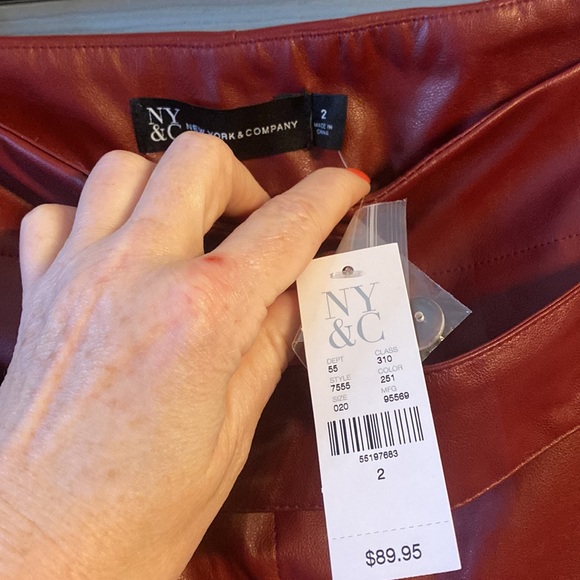 NY
&C NEW YORK & COMPANY
2
MADE IN
CHINA
NY
&C
DEPT CLASS
55 310
STYLE COLOR
7555 251
SIZE MFG
020 95569
55197683
2
$89.95